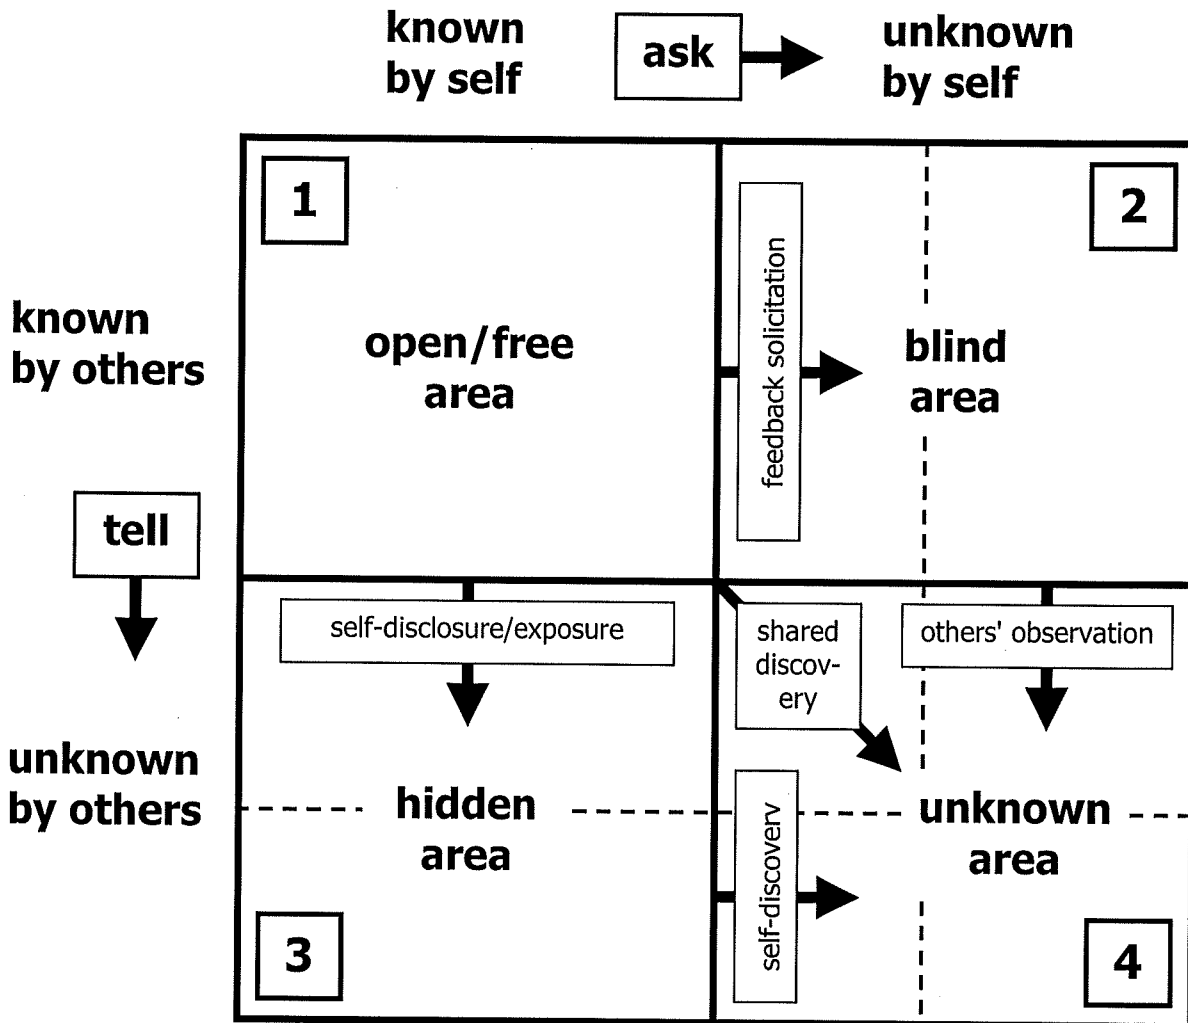 known
by self
ask
unknown
by self
1
2
known
by others
open/free
area
feedback solicitation
blind
area
tell
self-disclosure/exposure
shared
discov-
ery
others' observation
unknown
by others
hidden
area
self-discovery
unknown
area
3
4